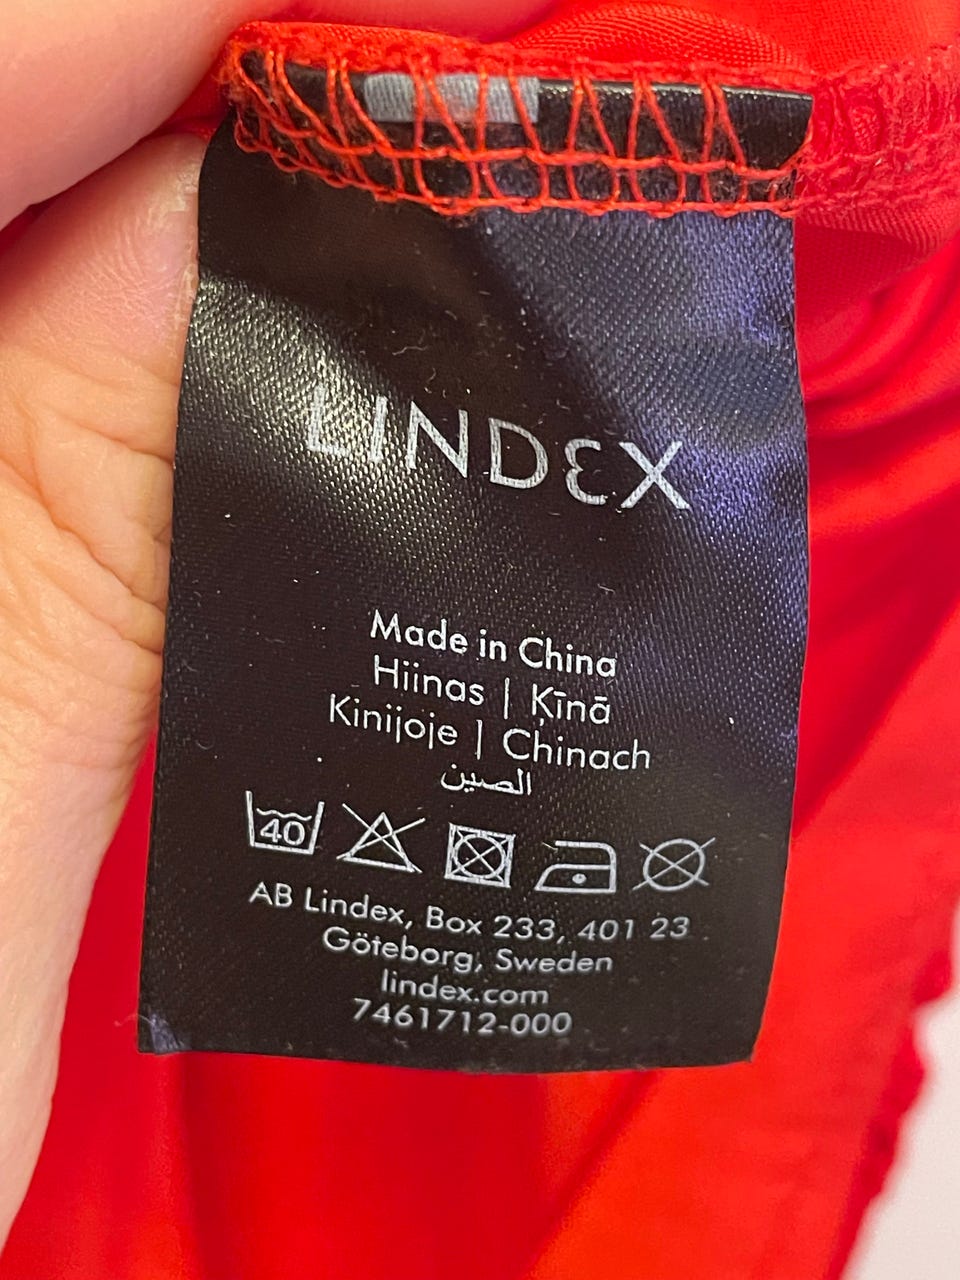 LINDEX
Made in China
Hiinas | Ķīnā
Kinijoje | Chinach
الصين
40
AB Lindex, Box 233, 401 23
Göteborg, Sweden
lindex.com
7461712-000